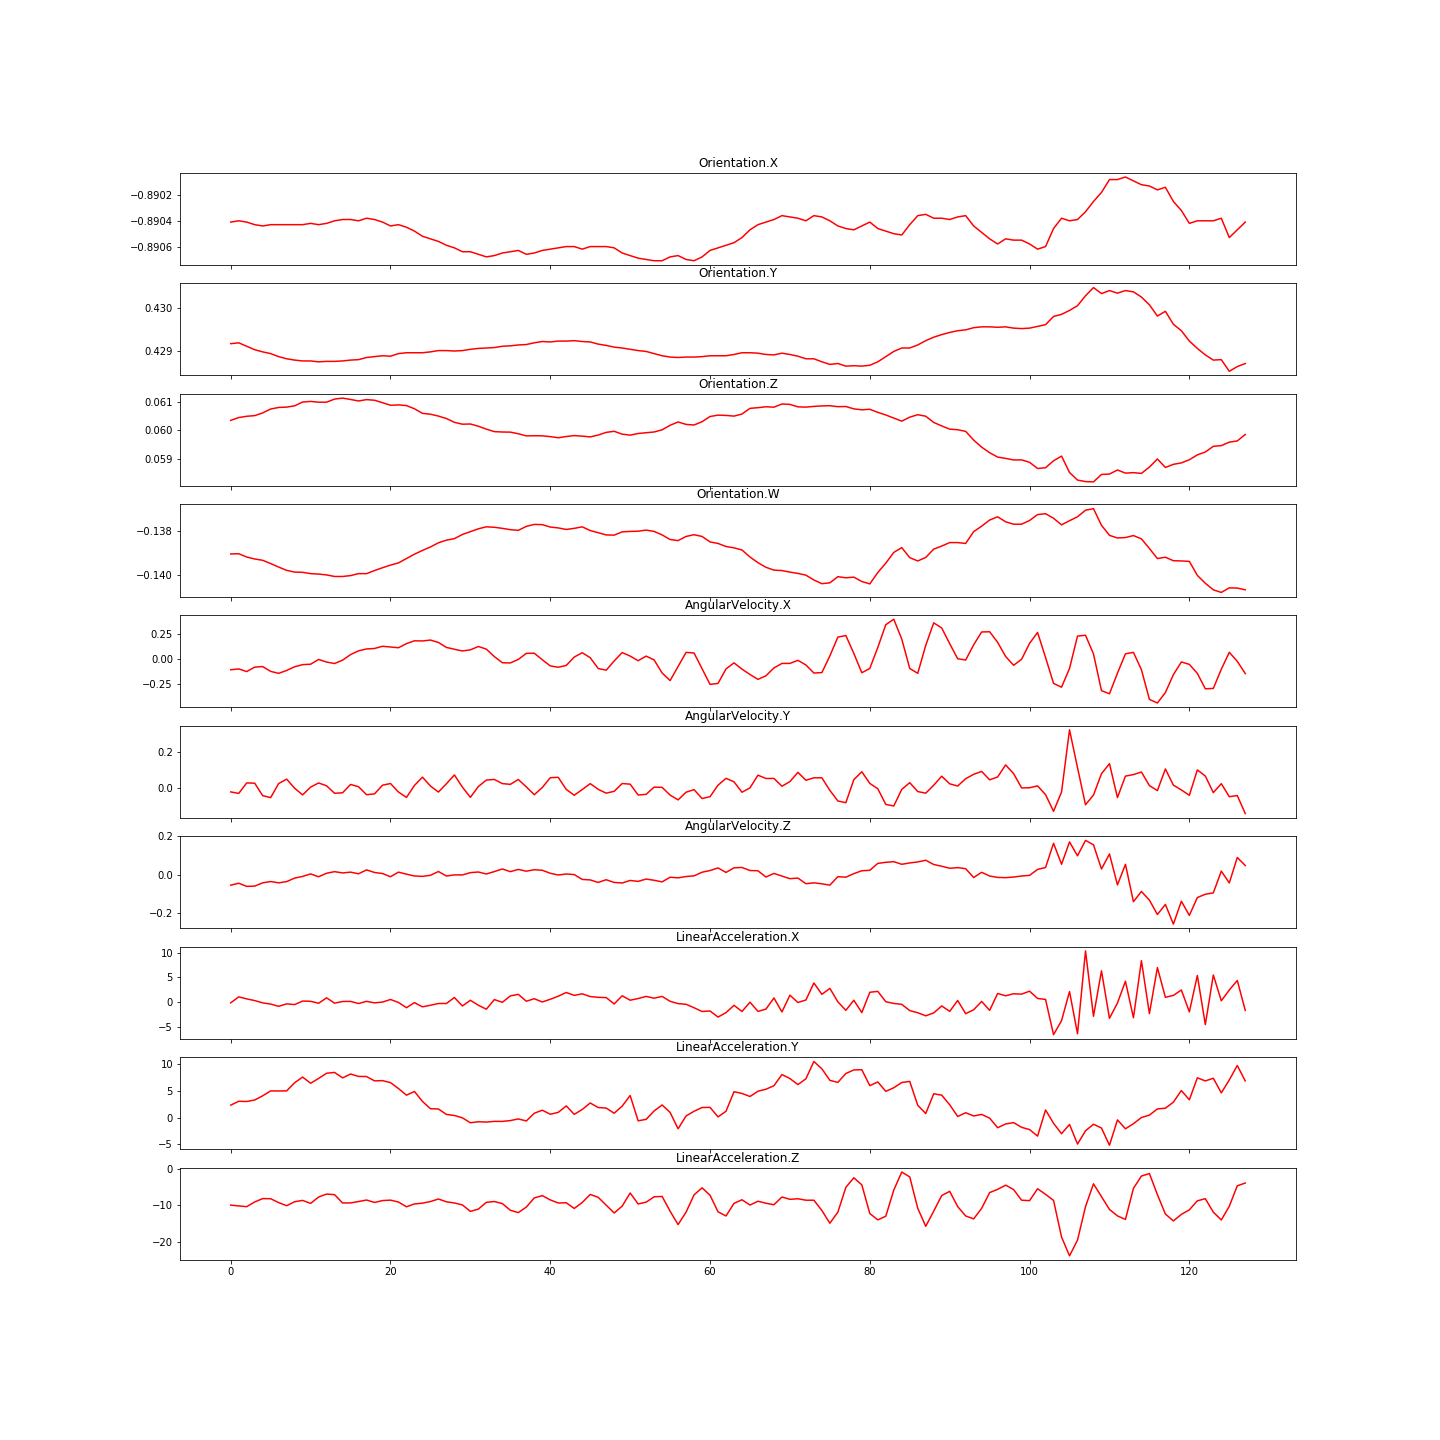 Orientation.X
−0.8902
−0.8904
−0.8906
Orientation.Y
0.430
0.429
Orientation.Z
0.061
0.060
0.059
Orientation.W
−0.138
−0.140
AngularVelocity.X
0.25
0.00
−0.25
AngularVelocity.Y
0.2
0.0
AngularVelocity.Z
0.2
0.0
−0.2
LinearAcceleration.X
10
5
0
−5
LinearAcceleration.Y
10
5
0
−5
LinearAcceleration.Z
0
−10
−20
0 20 40 60 80 100 120